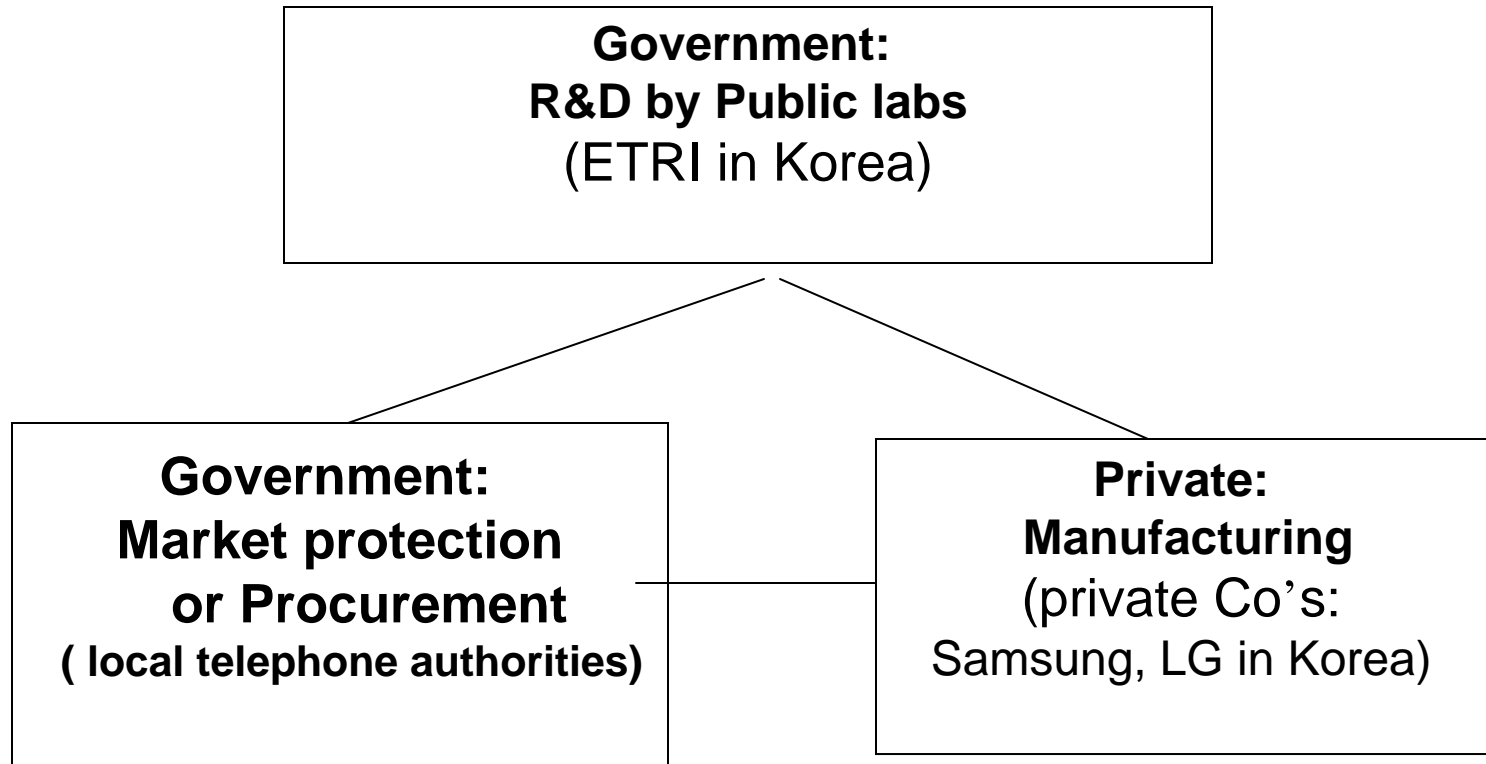 Government:
R&D by Public labs
(ETRI in Korea)
Government:
Market protection
or Procurement
( local telephone authorities)
Private:
Manufacturing
(private Co’s:
Samsung, LG in Korea)